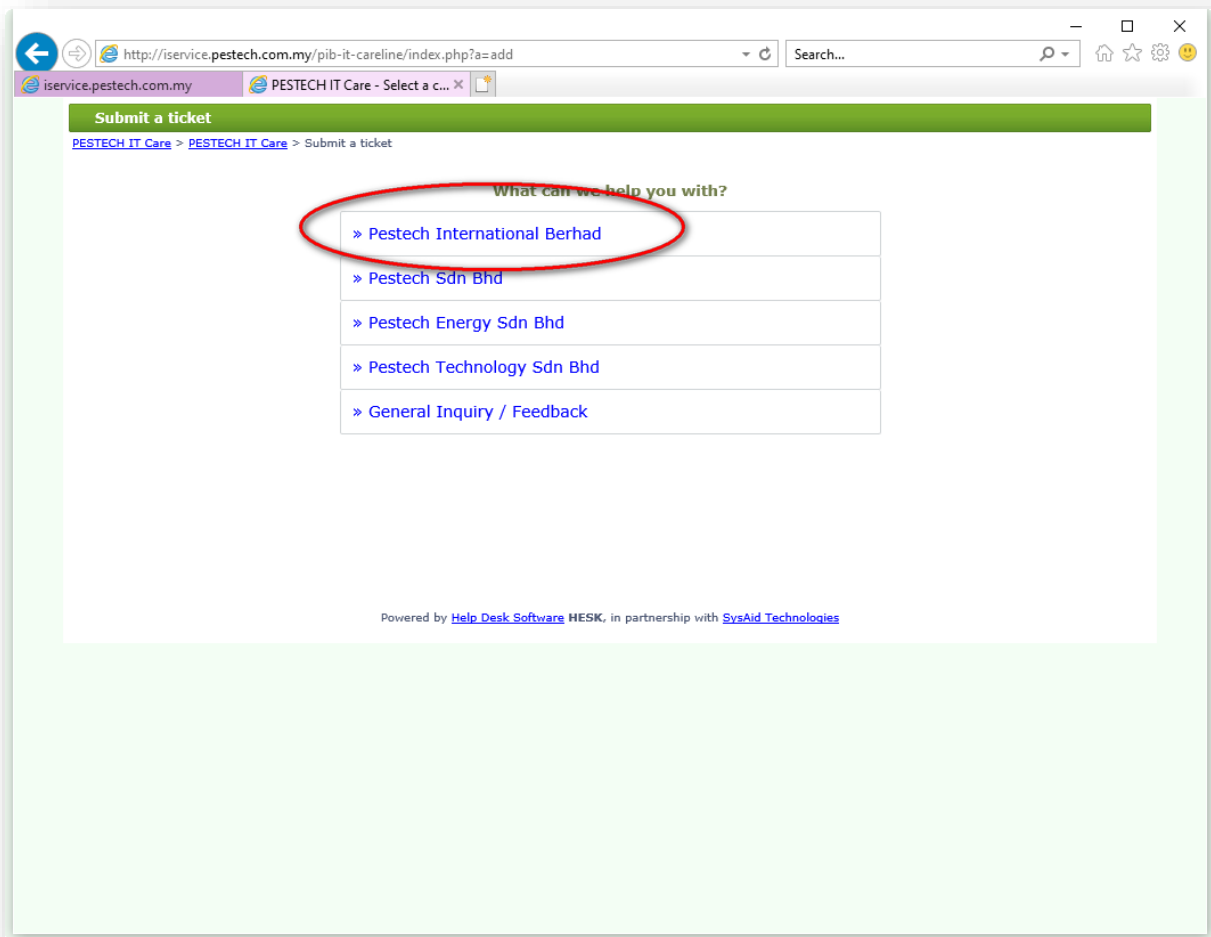 http://iservice.pestech.com.my/pib-it-careline/index.php?a=add
Search...
iservice.pestech.com.my
PESTECH IT Care - Select a c...
Submit a ticket
PESTECH IT Care > PESTECH IT Care > Submit a ticket
What can we help you with?
» Pestech International Berhad
» Pestech Sdn Bhd
» Pestech Energy Sdn Bhd
» Pestech Technology Sdn Bhd
» General Inquiry / Feedback
Powered by Help Desk Software HESK, in partnership with SysAid Technologies